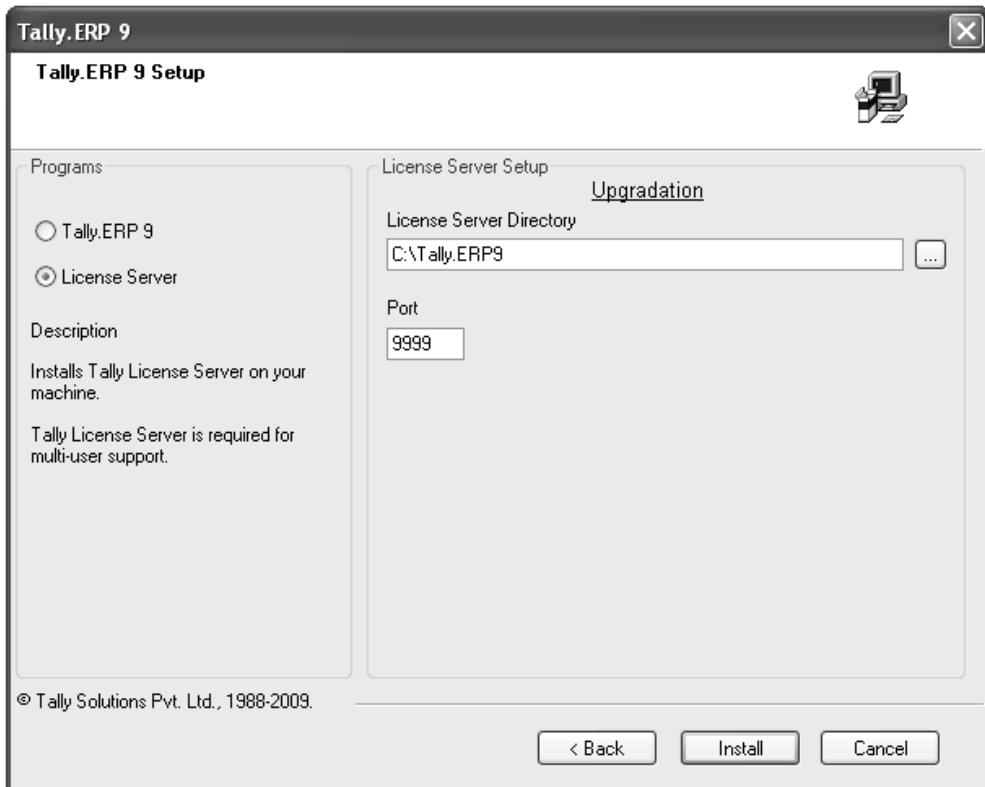 Tally.ERP 9
Tally.ERP 9 Setup
Programs
Tally.ERP 9
License Server
Description
Installs Tally License Server on your
machine.
Tally License Server is required for
multi-user support.
License Server Setup
Upgradation
License Server Directory
C:\Tally.ERP9
...
Port
9999
© Tally Solutions Pvt. Ltd., 1988-2009.
< Back
Install
Cancel